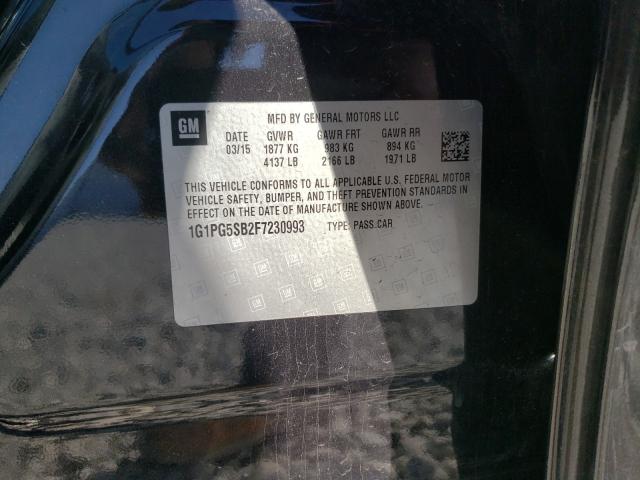 GM
MFD BY GENERAL MOTORS LLC
DATE GVWR GAWR FRT GAWR RR
03/15 1877 KG 983 KG 894 KG
4137 LB 2166 LB 1971 LB
THIS VEHICLE CONFORMS TO ALL APPLICABLE U.S. FEDERAL MOTOR
VEHICLE SAFETY, BUMPER, AND THEFT PREVENTION STANDARDS IN
EFFECT ON THE DATE OF MANUFACTURE SHOWN ABOVE.
1G1PG5SB2F7230993 TYPE: PASS CAR